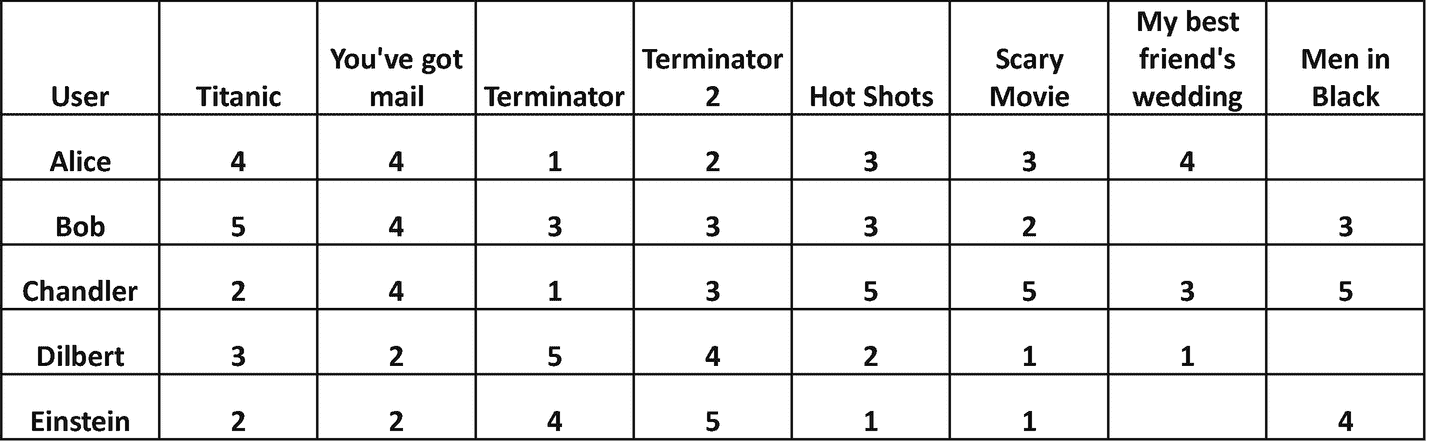 User Titanic You've got mail Terminator Terminator 2 Hot Shots Scary Movie My best friend's wedding Men in Black
Alice 4 4 1 2 3 3 4
Bob 5 4 3 3 3 2 3
Chandler 2 4 1 3 5 5 3 5
Dilbert 3 2 5 4 2 1 1
Einstein 2 2 4 5 1 1 4